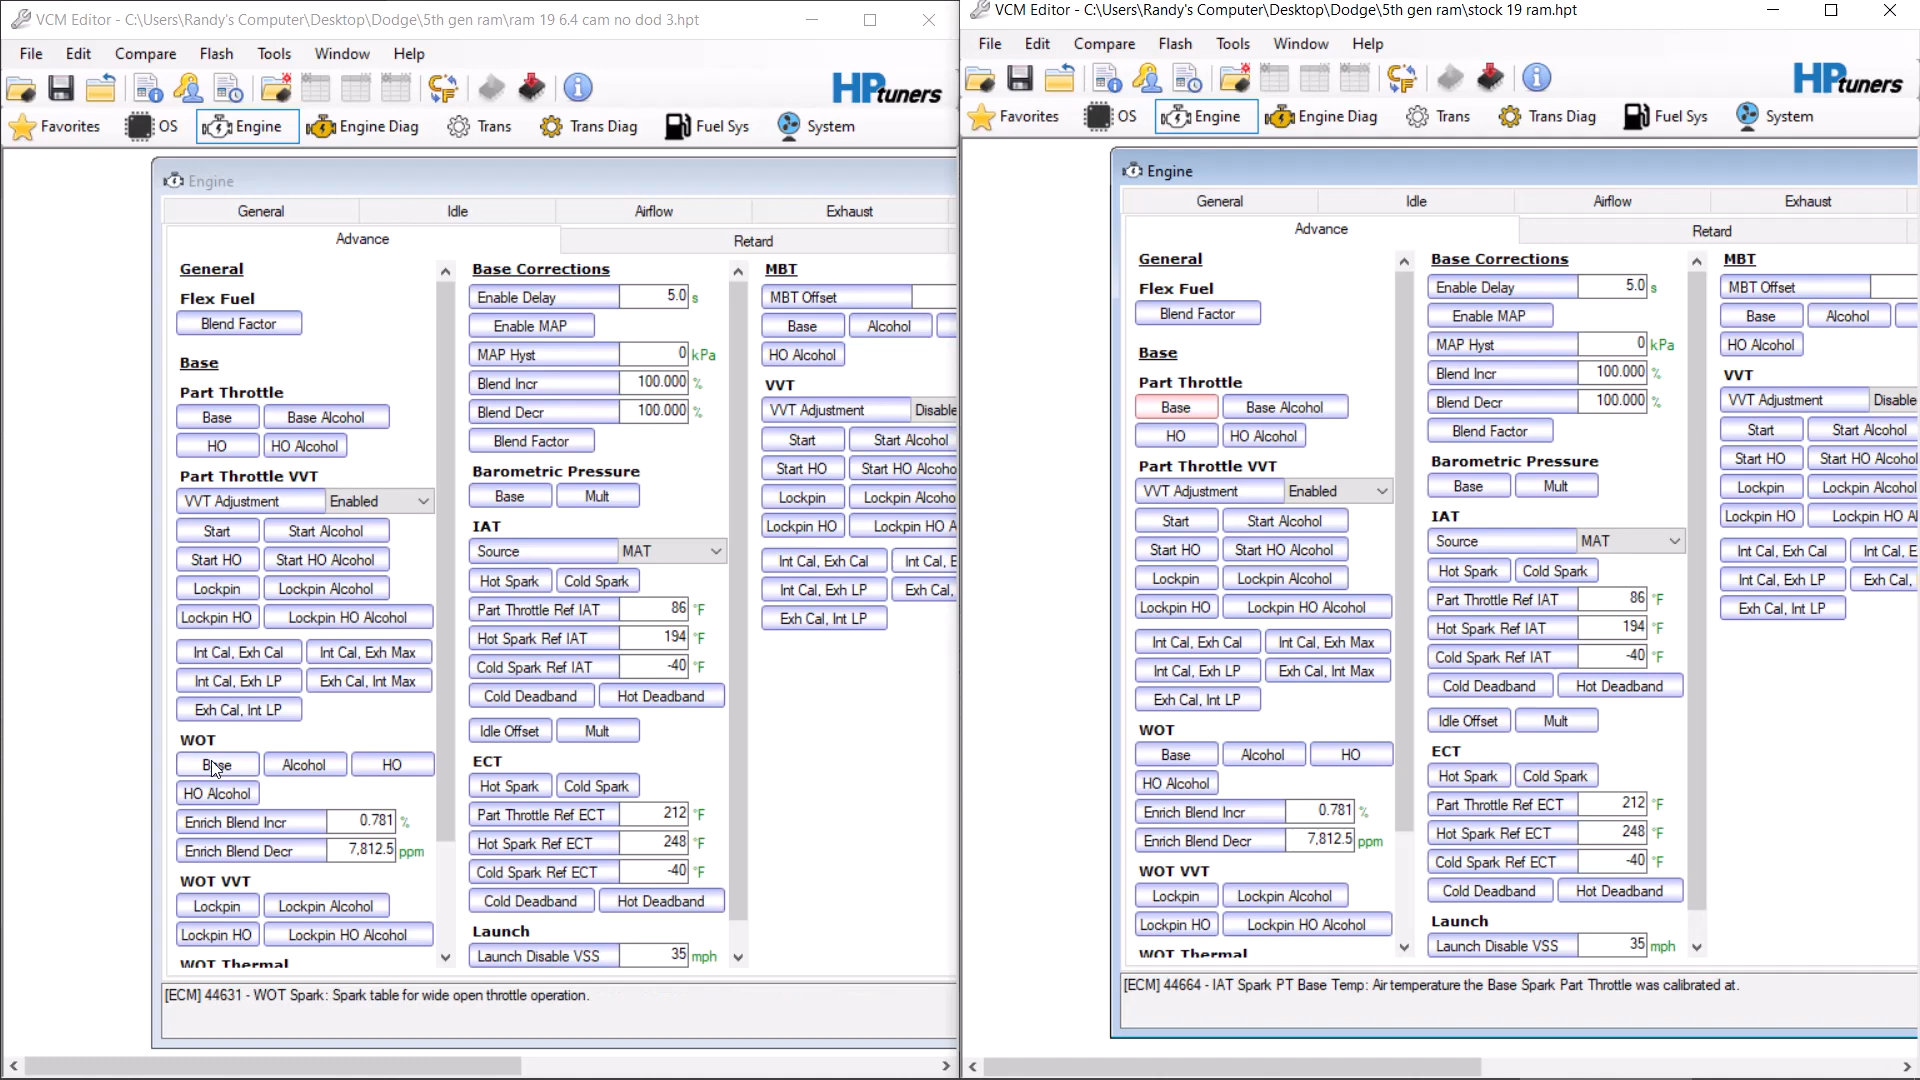 VCM Editor - C:\Users\Randy's Computer\Desktop\Dodge\5th gen ram\ram 19 6.4 cam no dod 3.hpt
File Edit Compare Flash Tools Window Help
HPtuners
Favorites OS Engine Engine Diag Trans Trans Diag Fuel Sys System
Engine
General Idle Airflow Exhaust
Advance Retard
General
Flex Fuel
Blend Factor
Base
Part Throttle
Base Base Alcohol
HO HO Alcohol
Part Throttle VVT
VVT Adjustment Enabled
Start Start Alcohol
Start HO Start HO Alcohol
Lockpin Lockpin Alcohol
Lockpin HO Lockpin HO Alcohol
Int Cal, Exh Cal Int Cal, Exh Max
Int Cal, Exh LP Exh Cal, Int Max
Exh Cal, Int LP
WOT
Base Alcohol HO
HO Alcohol
Enrich Blend Incr 0.781 %
Enrich Blend Decr 7,812.5 ppm
WOT VVT
Lockpin Lockpin Alcohol
Lockpin HO Lockpin HO Alcohol
WOT Thermal
Base Corrections
Enable Delay 5.0 s
Enable MAP
MAP Hyst 0 kPa
Blend Incr 100.000 %
Blend Decr 100.000 %
Blend Factor
Barometric Pressure
Base Mult
IAT
Source MAT
Hot Spark Cold Spark
Part Throttle Ref IAT 86 °F
Hot Spark Ref IAT 194 °F
Cold Spark Ref IAT -40 °F
Cold Deadband Hot Deadband
Idle Offset Mult
ECT
Hot Spark Cold Spark
Part Throttle Ref ECT 212 °F
Hot Spark Ref ECT 248 °F
Cold Spark Ref ECT -40 °F
Cold Deadband Hot Deadband
Launch
Launch Disable VSS 35 mph
MBT
MBT Offset
Base Alcohol
HO Alcohol
VVT
VVT Adjustment Disable
Start Start Alcohol
Start HO Start HO Alcoho
Lockpin Lockpin Alcoho
Lockpin HO Lockpin HO A
Int Cal, Exh Cal Int Cal, E
Int Cal, Exh LP Exh Cal,
Exh Cal, Int LP
[ECM] 44631 - WOT Spark: Spark table for wide open throttle operation.
VCM Editor - C:\Users\Randy's Computer\Desktop\Dodge\5th gen ram\stock 19 ram.hpt
File Edit Compare Flash Tools Window Help
HPtuners
Favorites OS Engine Engine Diag Trans Trans Diag Fuel Sys System
Engine
General Idle Airflow Exhaust
Advance Retard
General
Flex Fuel
Blend Factor
Base
Part Throttle
Base Base Alcohol
HO HO Alcohol
Part Throttle VVT
VVT Adjustment Enabled
Start Start Alcohol
Start HO Start HO Alcohol
Lockpin Lockpin Alcohol
Lockpin HO Lockpin HO Alcohol
Int Cal, Exh Cal Int Cal, Exh Max
Int Cal, Exh LP Exh Cal, Int Max
Exh Cal, Int LP
WOT
Base Alcohol HO
HO Alcohol
Enrich Blend Incr 0.781 %
Enrich Blend Decr 7,812.5 ppm
WOT VVT
Lockpin Lockpin Alcohol
Lockpin HO Lockpin HO Alcohol
WOT Thermal
Base Corrections
Enable Delay 5.0 s
Enable MAP
MAP Hyst 0 kPa
Blend Incr 100.000 %
Blend Decr 100.000 %
Blend Factor
Barometric Pressure
Base Mult
IAT
Source MAT
Hot Spark Cold Spark
Part Throttle Ref IAT 86 °F
Hot Spark Ref IAT 194 °F
Cold Spark Ref IAT -40 °F
Cold Deadband Hot Deadband
Idle Offset Mult
ECT
Hot Spark Cold Spark
Part Throttle Ref ECT 212 °F
Hot Spark Ref ECT 248 °F
Cold Spark Ref ECT -40 °F
Cold Deadband Hot Deadband
Launch
Launch Disable VSS 35 mph
MBT
MBT Offset
Base Alcohol
HO Alcohol
VVT
VVT Adjustment Disable
Start Start Alcohol
Start HO Start HO Alcohol
Lockpin Lockpin Alcohol
Lockpin HO Lockpin HO Al
Int Cal, Exh Cal Int Cal, E
Int Cal, Exh LP Exh Cal,
Exh Cal, Int LP
[ECM] 44664 - IAT Spark PT Base Temp: Air temperature the Base Spark Part Throttle was calibrated at.